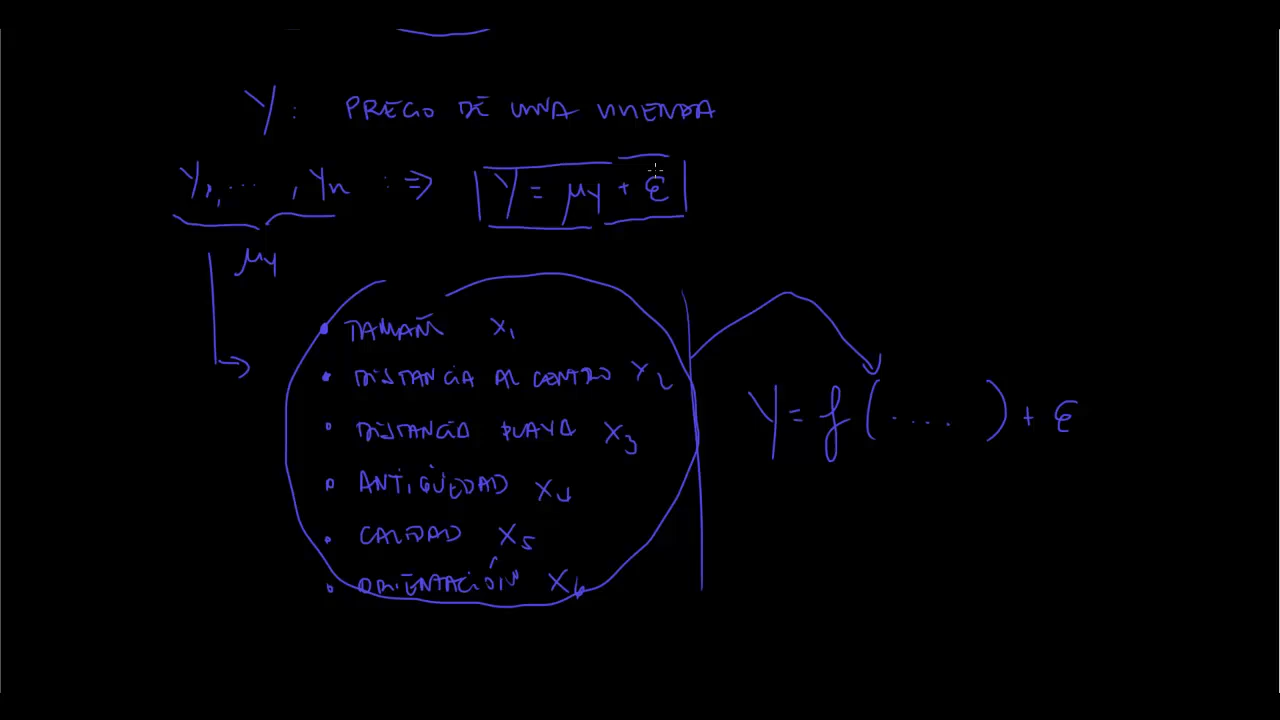 Y: PRECIO DE UNA VIVIENDA
Y₁, ..., Yn : ⇒ Y = μy + ε
μy
• TAMAÑ X₁
• DISTANCIA AL CENTRO X₂
• DISTANCIA PLAYA X₃
• ANTIGÜEDAD X₄
• CALIDAD X₅
• ORIENTACIÓN X₆
Y = f(.....) + ε